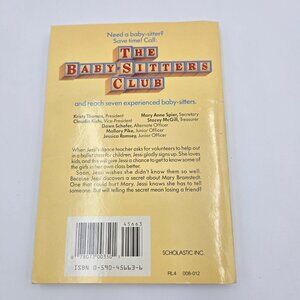 Need a baby-sitter?
Save time! Call:
THE
BABY-SITTERS
CLUB
and reach seven experienced baby-sitters.
Kristy Thomas, President
Mary Anne Spier, Secretary
Claudia Kishi, Vice-President
Stacey McGill, Treasurer
Dawn Schafer, Alternate Officer
Mallory Pike, Junior Officer
Jessica Ramsey, Junior Officer
When Jessi's dance teacher asks for volunteers to help out
in a ballet class for children, Jessi gladly signs up. She loves
kids, and this will give Jessi a chance to get to know some of the
girls in her own class better.
Soon, Jessi wishes she didn't know them so well.
Because Jessi discovers a secret about Mary Bramstedt.
One that could hurt Mary. Jessi knows she has to tell
someone. But will telling the secret mean losing a friend?
45663
ISBN 0-590-45663-6
SCHOLASTIC INC.
RL4 008-012